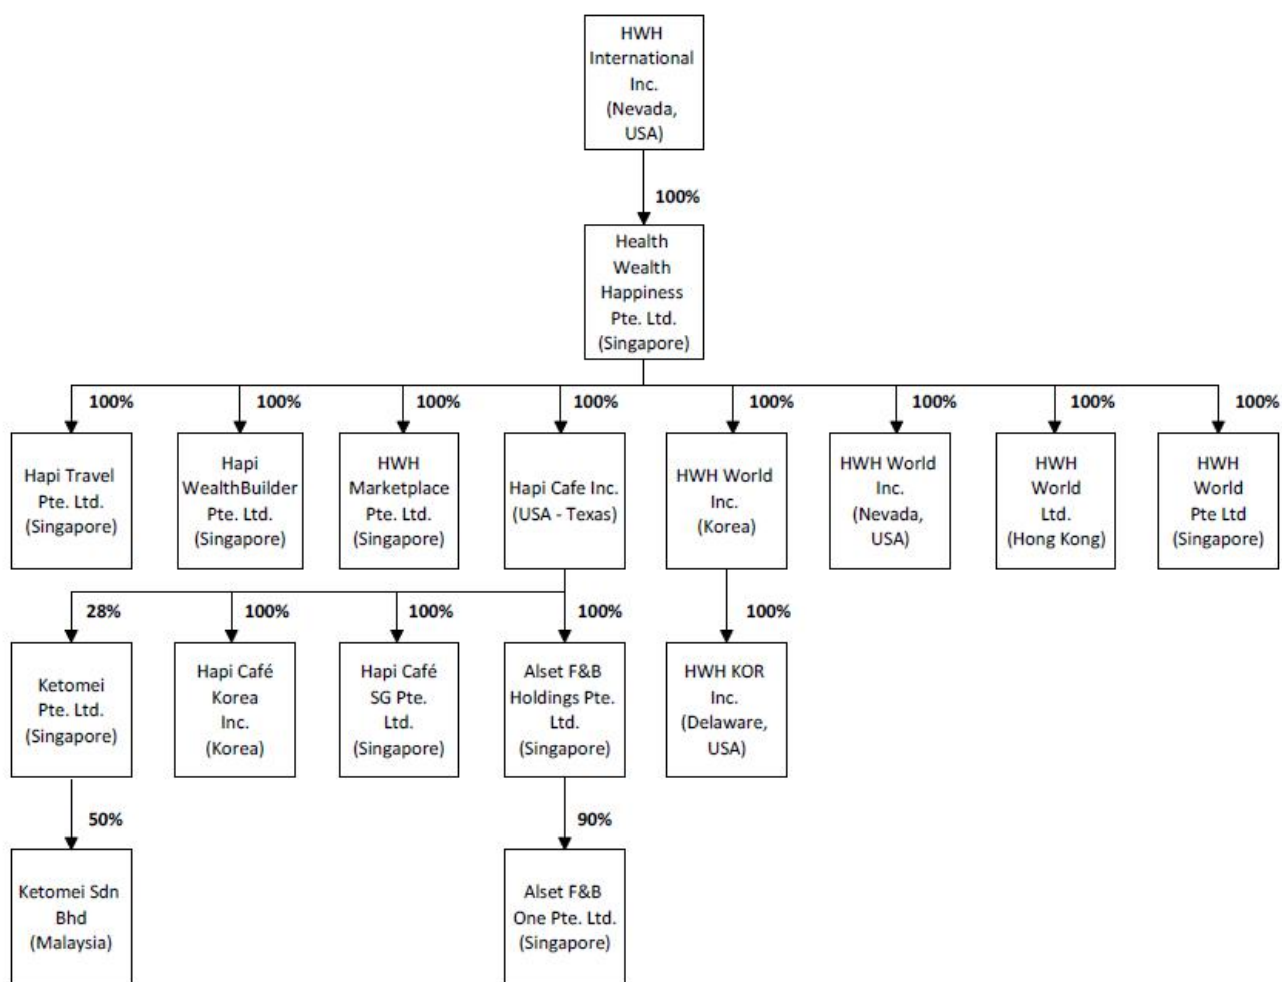 HWH
International
Inc.
(Nevada,
USA)
100%
Health
Wealth
Happiness
Pte. Ltd.
(Singapore)
100%
100%
100%
100%
100%
100%
100%
100%
Hapi Travel
Pte. Ltd.
(Singapore)
Hapi
WealthBuilder
Pte. Ltd.
(Singapore)
HWH
Marketplace
Pte. Ltd.
(Singapore)
Hapi Cafe Inc.
(USA - Texas)
HWH World
Inc.
(Korea)
HWH World
Inc.
(Nevada,
USA)
HWH
World
Ltd.
(Hong Kong)
HWH
World
Pte Ltd
(Singapore)
28%
100%
100%
100%
100%
Ketomei
Pte. Ltd.
(Singapore)
Hapi Café
Korea
Inc.
(Korea)
Hapi Café
SG Pte.
Ltd.
(Singapore)
Alset F&B
Holdings Pte.
Ltd.
(Singapore)
HWH KOR
Inc.
(Delaware,
USA)
50%
90%
Ketomei Sdn
Bhd
(Malaysia)
Alset F&B
One Pte. Ltd.
(Singapore)